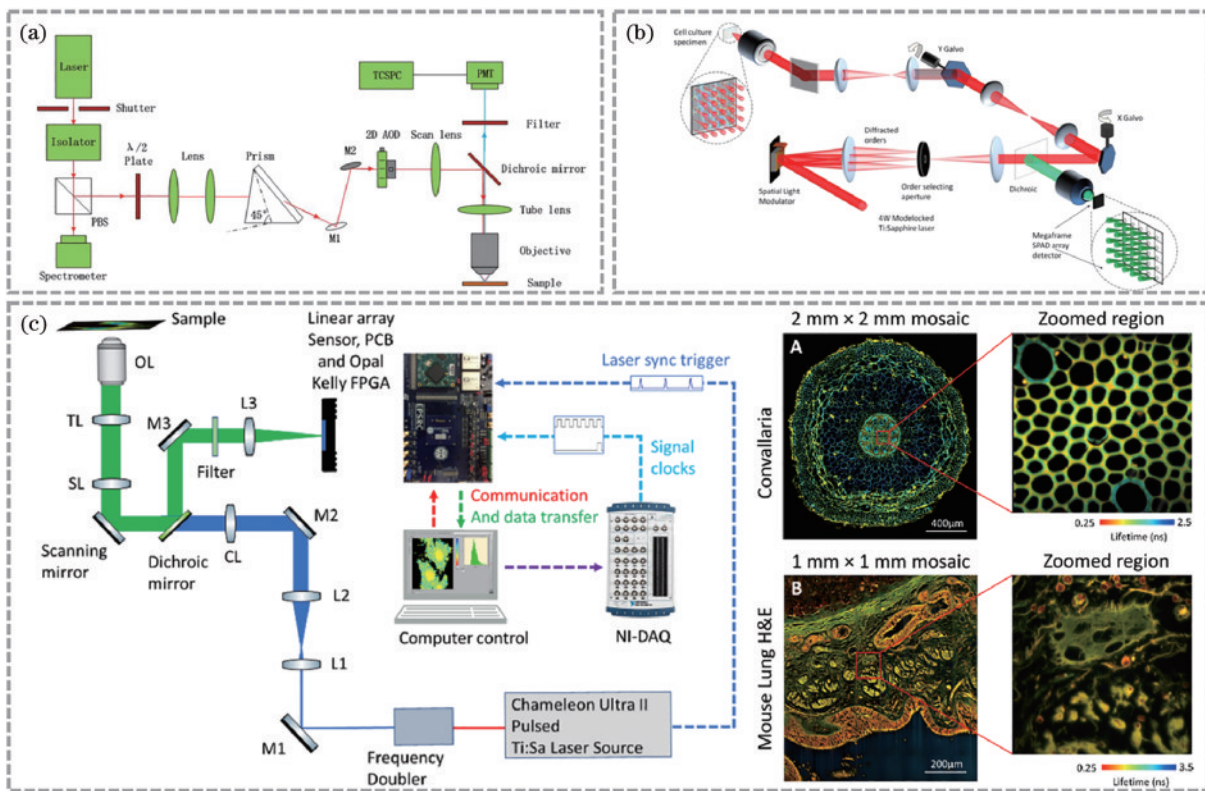 (a)
Laser
Shutter
Isolator
λ/2
Plate
Lens
Prism
45°
PBS
Spectrometer
M1
M2
2D AOD
Scan lens
TCSPC
PMT
Filter
Dichroic mirror
Tube lens
Objective
Sample
(b)
Cell culture
specimen
Y Galvo
X Galvo
Diffracted
orders
Spatial Light
Modulator
Order selecting
aperture
Dichroic
4W Modelocked
Ti:Sapphire laser
Megaframe
SPAD array
detector
(c)
Sample
OL
TL
SL
Scanning
mirror
Dichroic
mirror
M3
Filter
L3
Linear array
Sensor, PCB
and Opal
Kelly FPGA
CL
M2
L2
L1
M1
Frequency
Doubler
Chameleon Ultra II
Pulsed
Ti:Sa Laser Source
EPSRC
Laser sync trigger
Signal
clocks
Communication
And data transfer
Computer control
NI-DAQ
2 mm × 2 mm mosaic
Zoomed region
A
Convallaria
400μm
0.25
2.5
Lifetime (ns)
1 mm × 1 mm mosaic
Zoomed region
B
Mouse Lung H&E
200μm
0.25
3.5
Lifetime (ns)